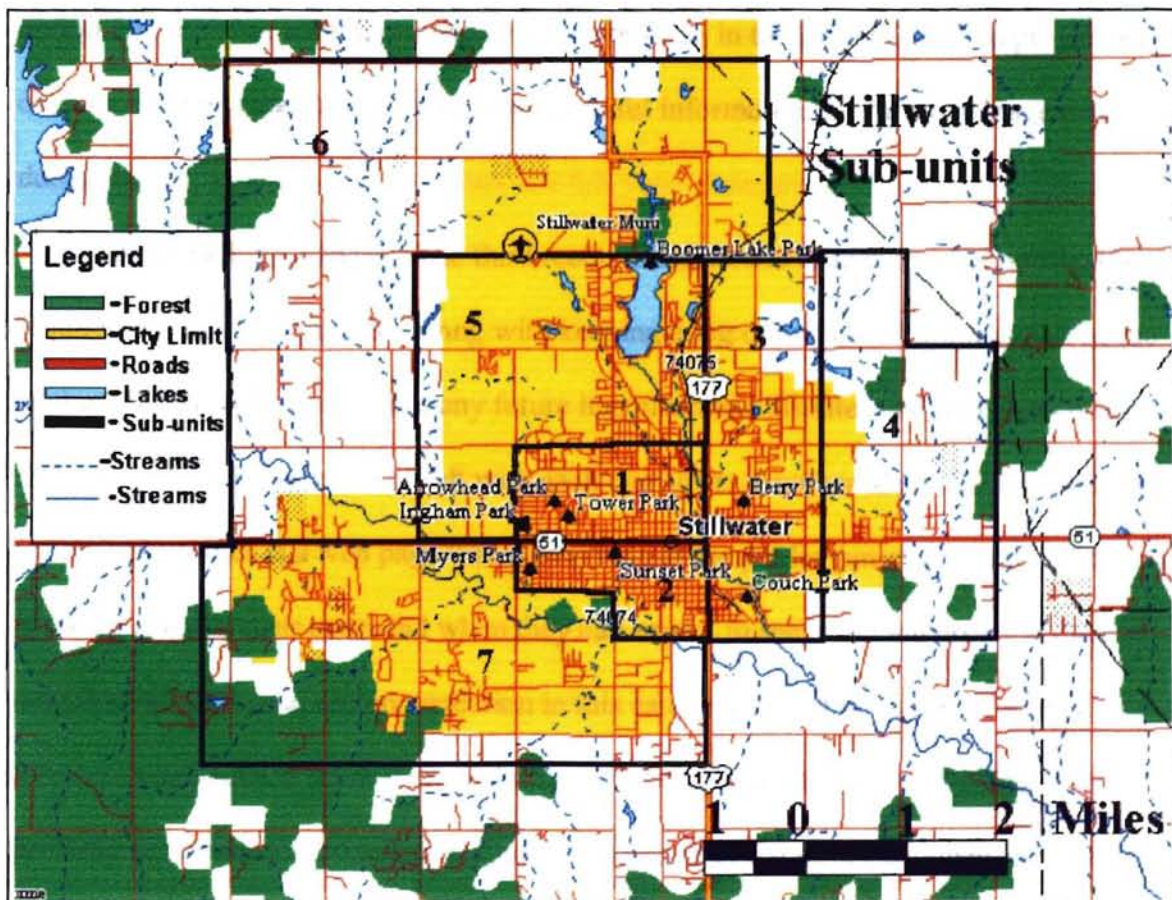 Stillwater
Sub-units
6
Stillwater Muni
Boomer Lake Park
Legend
-Forest
-City Limit
-Roads
-Lakes
-Sub-units
-Streams
-Streams
5
3
74075
177
4
1
Arrowhead Park
Tower Park
Berry Park
Ingham Park
Stillwater
51
51
Myers Park
Sunset Park
Couch Park
2
74074
7
177
1 0 1 2 Miles